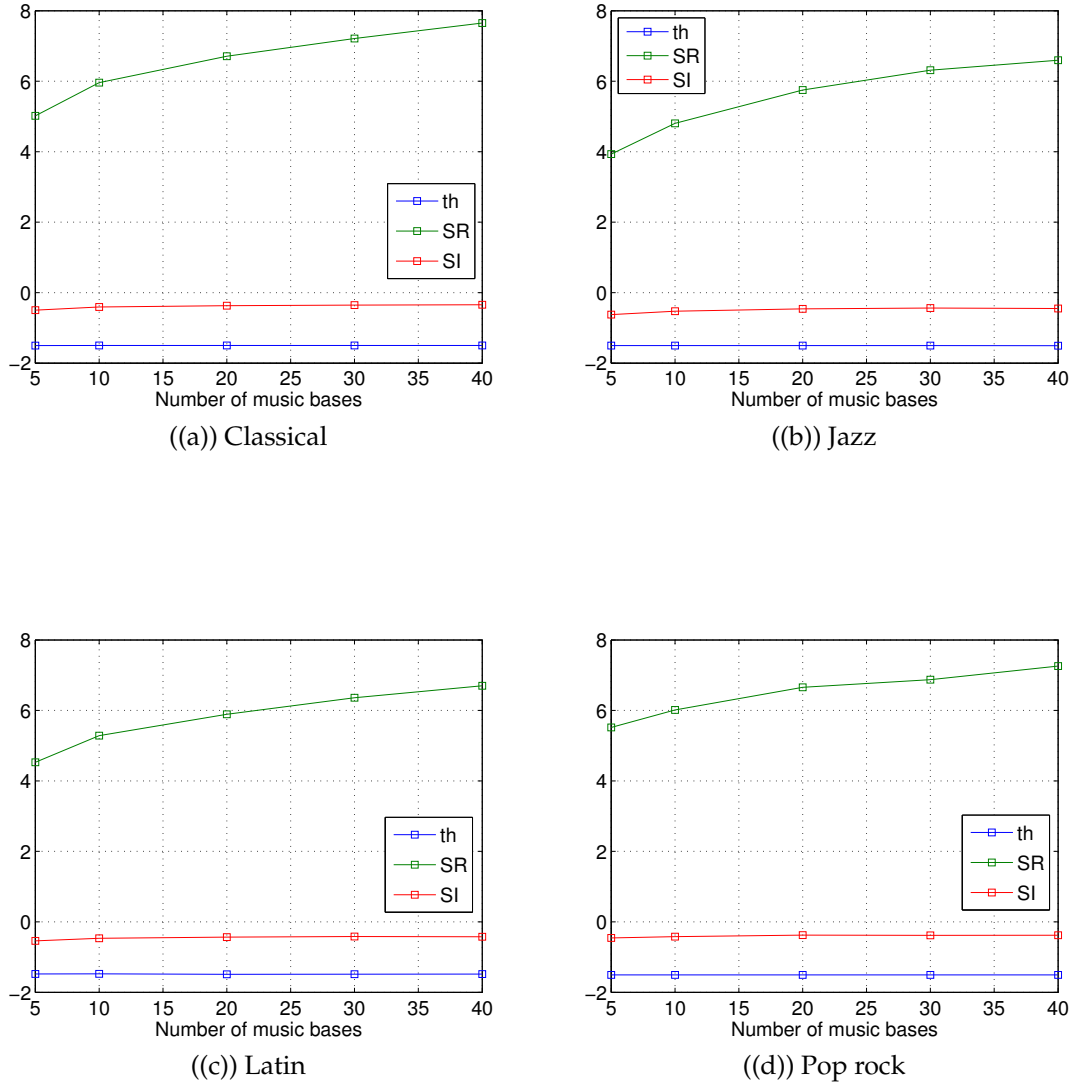 8
6
4
2
0
−2
th
SR
SI
5 10 15 20 25 30 35 40
Number of music bases
((a)) Classical
8
6
4
2
0
−2
th
SR
SI
5 10 15 20 25 30 35 40
Number of music bases
((b)) Jazz
8
6
4
2
0
−2
th
SR
SI
5 10 15 20 25 30 35 40
Number of music bases
((c)) Latin
8
6
4
2
0
−2
th
SR
SI
5 10 15 20 25 30 35 40
Number of music bases
((d)) Pop rock